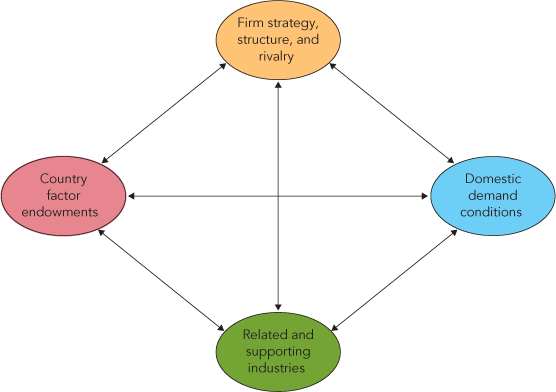 Firm strategy,
structure, and
rivalry
Country
factor
endowments
Domestic
demand
conditions
Related and
supporting
industries